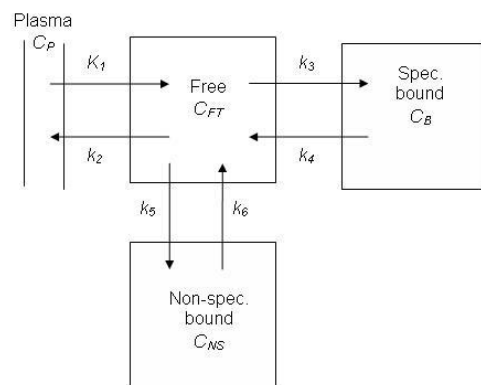 Plasma
C_P
K_1
k_2
Free
C_FT
k_3
k_4
Spec.
bound
C_B
k_5
k_6
Non-spec.
bound
C_NS